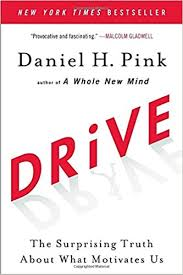 NEW YORK TIMES BESTSELLER
"Provocative and fascinating." —MALCOLM GLADWELL
Daniel H. Pink
author of A Whole New Mind
DRiVE
The Surprising Truth
About What Motivates Us